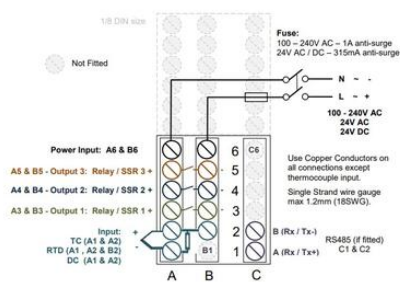 1/8 DIN size
Fuse:
100 – 240V AC – 1A anti-surge
24V AC / DC – 315mA anti-surge
Not Fitted
N ~ -
L ~ +
100 - 240V AC
24V AC
24V DC
Power Input: A6 & B6
6 C6
A5 & B5 - Output 3: Relay / SSR 3 +
- 5
A4 & B4 - Output 2: Relay / SSR 2 +
- 4
A3 & B3 - Output 1: Relay / SSR 1 +
- 3
Use Copper Conductors on
all connections except
thermocouple input.
Single Strand wire gauge
max 1.2mm (18SWG).
Input: +
TC (A1 & A2) -
RTD (A1 , A2 & B2)
DC (A1 & A2)
2
B1 1
B (Rx / Tx-)
A (Rx / Tx+)
RS485 (if fitted)
C1 & C2
A B C